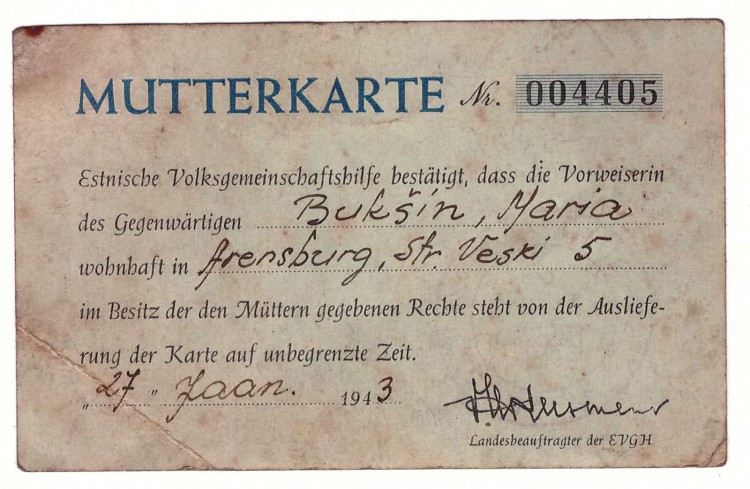 MUTTERKARTE Nr. 004405
Estnische Volksgemeinschaftshilfe bestätigt, dass die Vorweiserin
des Gegenwärtigen Bukšin, Maria
wohnhaft in Arensburg, Str. Veski 5
im Besitz der den Müttern gegebenen Rechte steht von der Ausliefe-
rung der Karte auf unbegrenzte Zeit.
„27" Jaan. 1943
Landesbeauftragter der EVGH